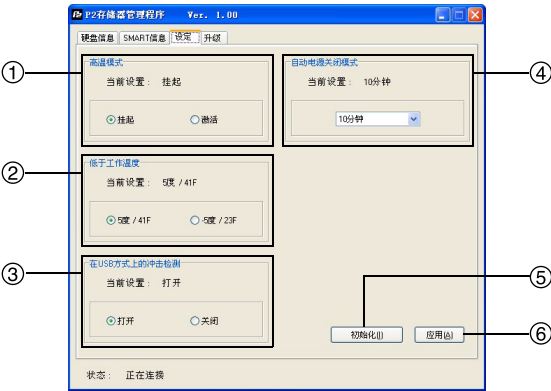 P2存储器管理程序 Ver. 1.00
硬盘信息 SMART信息 设定 升级
① 高温模式
当前设置： 挂起
挂起 激活
② 低于工作温度
当前设置： 5度 / 41F
5度 / 41F -5度 / 23F
③ 在USB方式上的冲击检测
当前设置： 打开
打开 关闭
④ 自动电源关闭模式
当前设置： 10分钟
10分钟
⑤ 初始化(I)
⑥ 应用(A)
状态： 正在连接